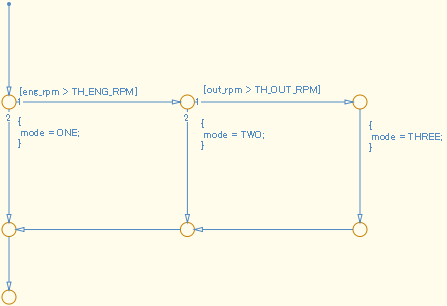 [eng_rpm > TH_ENG_RPM]
[out_rpm > TH_OUT_RPM]
1
1
2
2
{
mode = ONE;
}
{
mode = TWO;
}
{
mode = THREE;
}